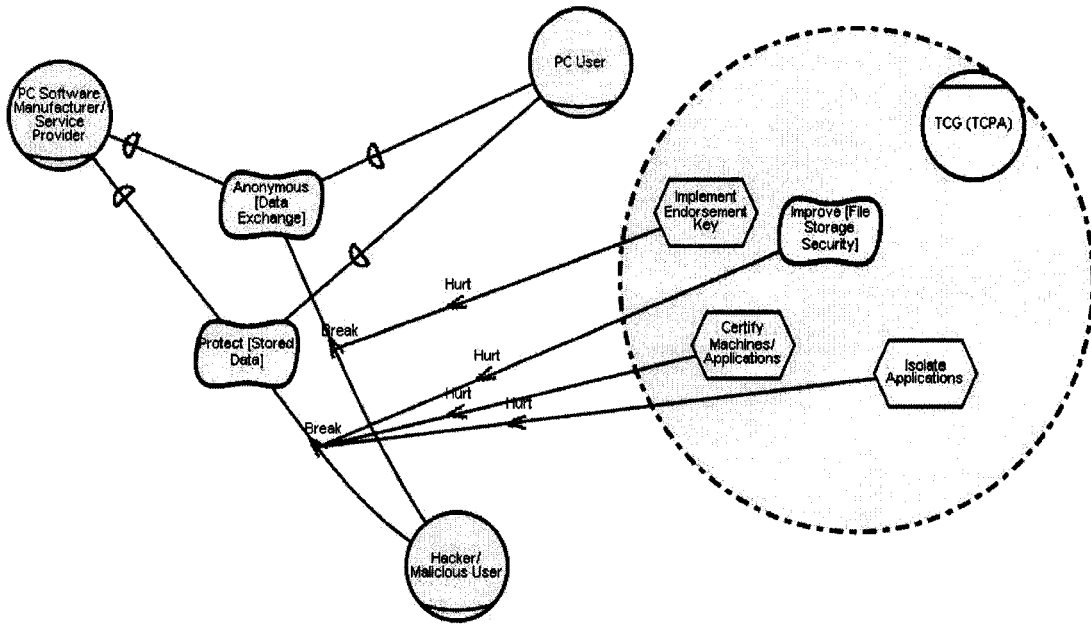 PC Software
Manufacturer/
Service
Provider
PC User
TCG (TCPA)
Anonymous
[Data
Exchange]
Implement
Endorsement
Key
Improve [File
Storage
Security]
Hurt
Break
Protect [Stored
Data]
Certify
Machines/
Applications
Isolate
Applications
Hurt
Hurt
Hurt
Break
Hacker/
Malicious User